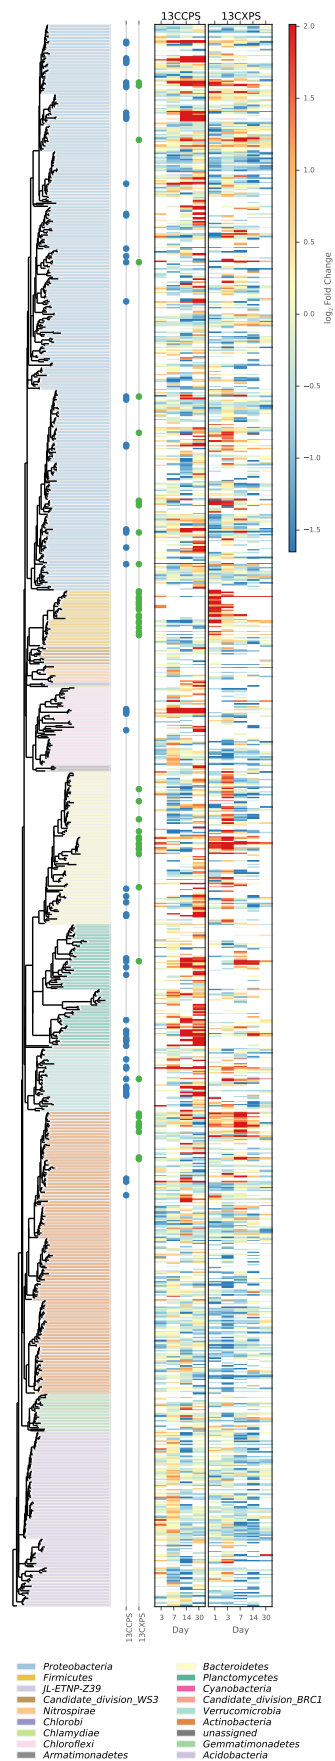 13CCPS 13CXPS
2.0
1.5
1.0
0.5
0.0
−0.5
−1.0
−1.5
log2 Fold Change
13CCPS
13CXPS
3 7 14 30 1 3 7 14 30
Day Day
Proteobacteria
Firmicutes
JL-ETNP-Z39
Candidate_division_WS3
Nitrospirae
Chlorobi
Chlamydiae
Chloroflexi
Armatimonadetes
Bacteroidetes
Planctomycetes
Cyanobacteria
Candidate_division_BRC1
Verrucomicrobia
Actinobacteria
unassigned
Gemmatimonadetes
Acidobacteria